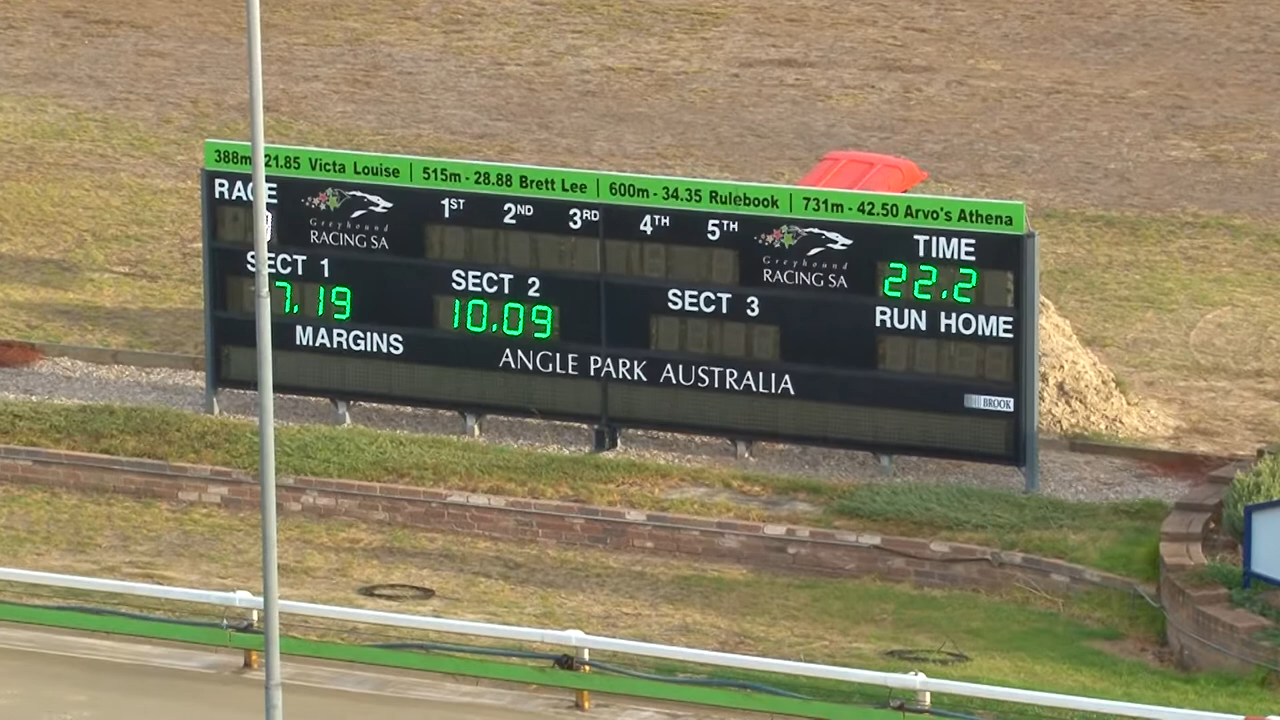 388m - 21.85 Victa Louise | 515m - 28.88 Brett Lee | 600m - 34.35 Rulebook | 731m - 42.50 Arvo's Athena
RACE
Greyhound
RACING SA
1ST 2ND 3RD 4TH 5TH
Greyhound
RACING SA
TIME
22.2
SECT 1
7.19
SECT 2
10.09
SECT 3
RUN HOME
MARGINS
ANGLE PARK AUSTRALIA
BROOK